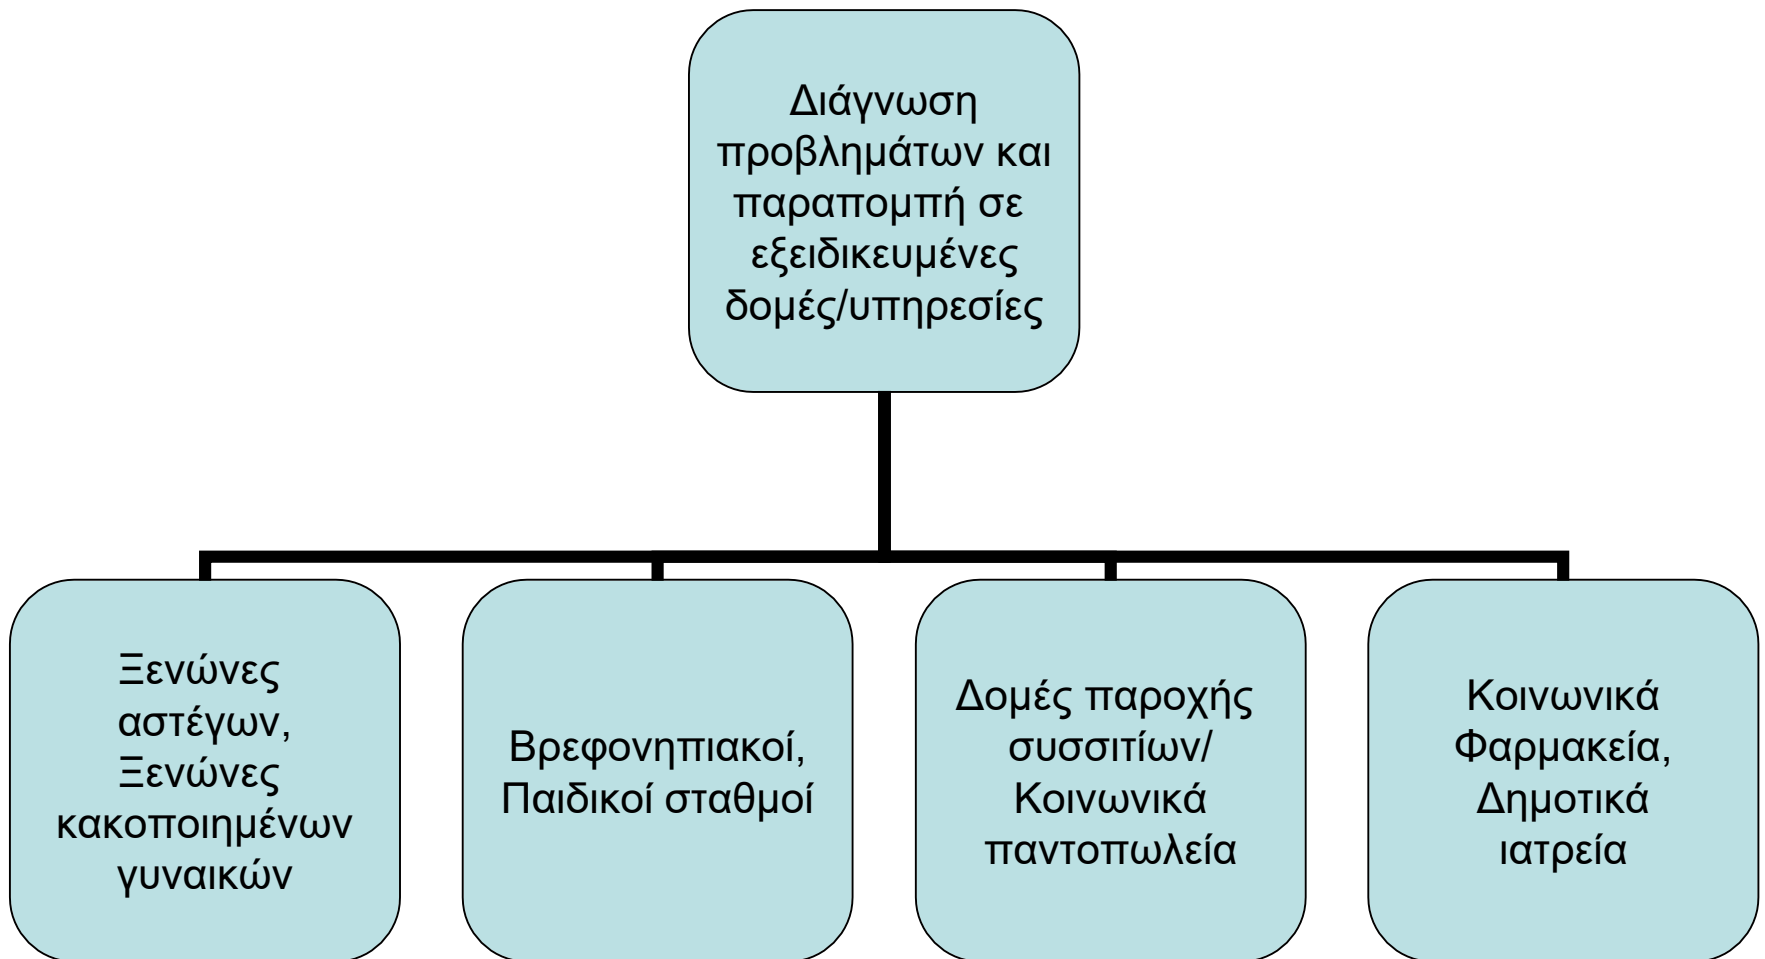 Διάγνωση
προβλημάτων και
παραπομπή σε
εξειδικευμένες
δομές/υπηρεσίες
Ξενώνες
αστέγων,
Ξενώνες
κακοποιημένων
γυναικών
Βρεφονηπιακοί,
Παιδικοί σταθμοί
Δομές παροχής
συσσιτίων/
Κοινωνικά
παντοπωλεία
Κοινωνικά
Φαρμακεία,
Δημοτικά
ιατρεία